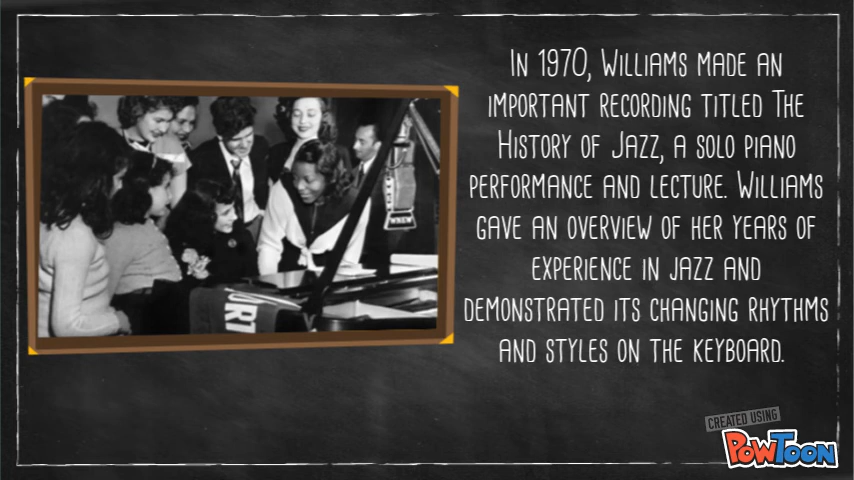 In 1970, Williams made an
important recording titled The
History of Jazz, a solo piano
performance and lecture. Williams
gave an overview of her years of
experience in jazz and
demonstrated its changing rhythms
and styles on the keyboard.
WNEW
ORT
CREATED USING
PowToon